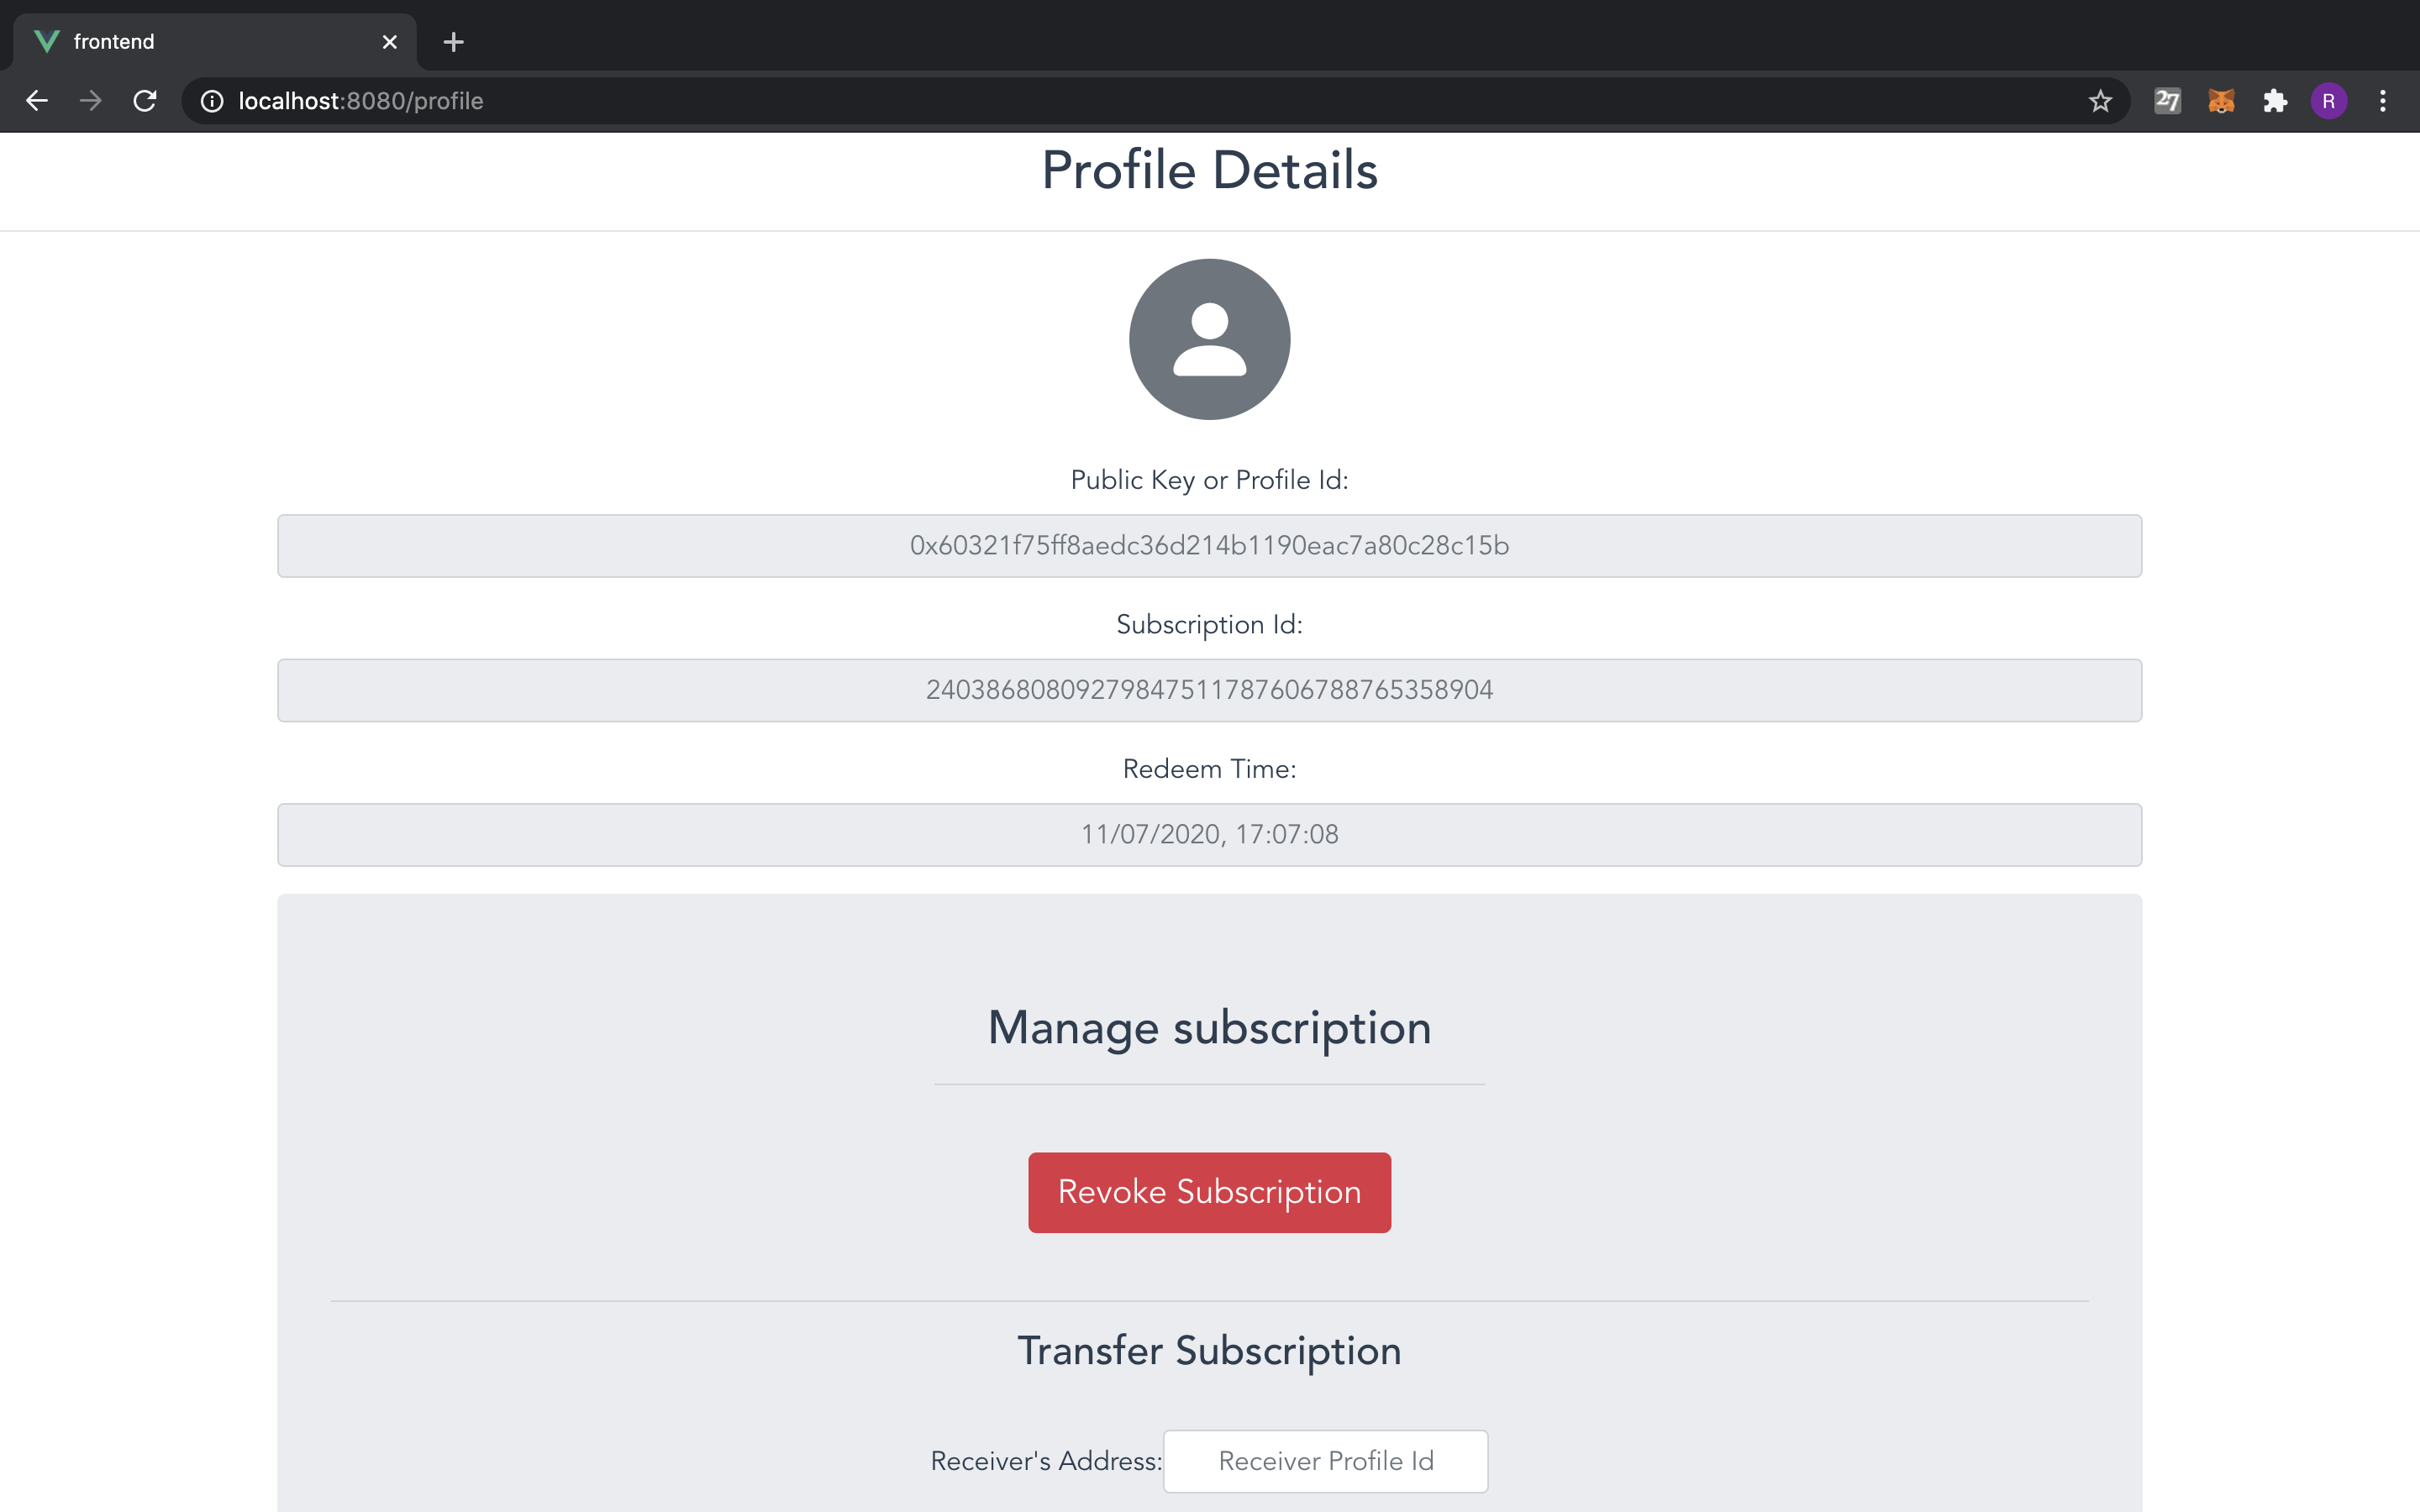 frontend
localhost:8080/profile
27
R
Profile Details
Public Key or Profile Id:
0x60321f75ff8aedc36d214b1190eac7a80c28c15b
Subscription Id:
24038680809279847511787606788765358904
Redeem Time:
11/07/2020, 17:07:08
Manage subscription
Revoke Subscription
Transfer Subscription
Receiver's Address: Receiver Profile Id